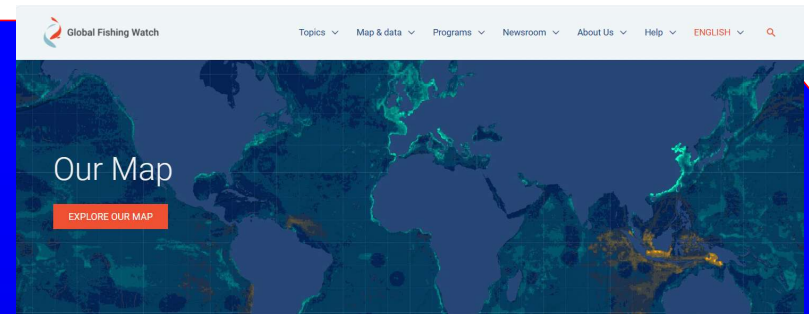 Global Fishing Watch
Topics Map & data Programs Newsroom About Us Help ENGLISH
Our Map
EXPLORE OUR MAP